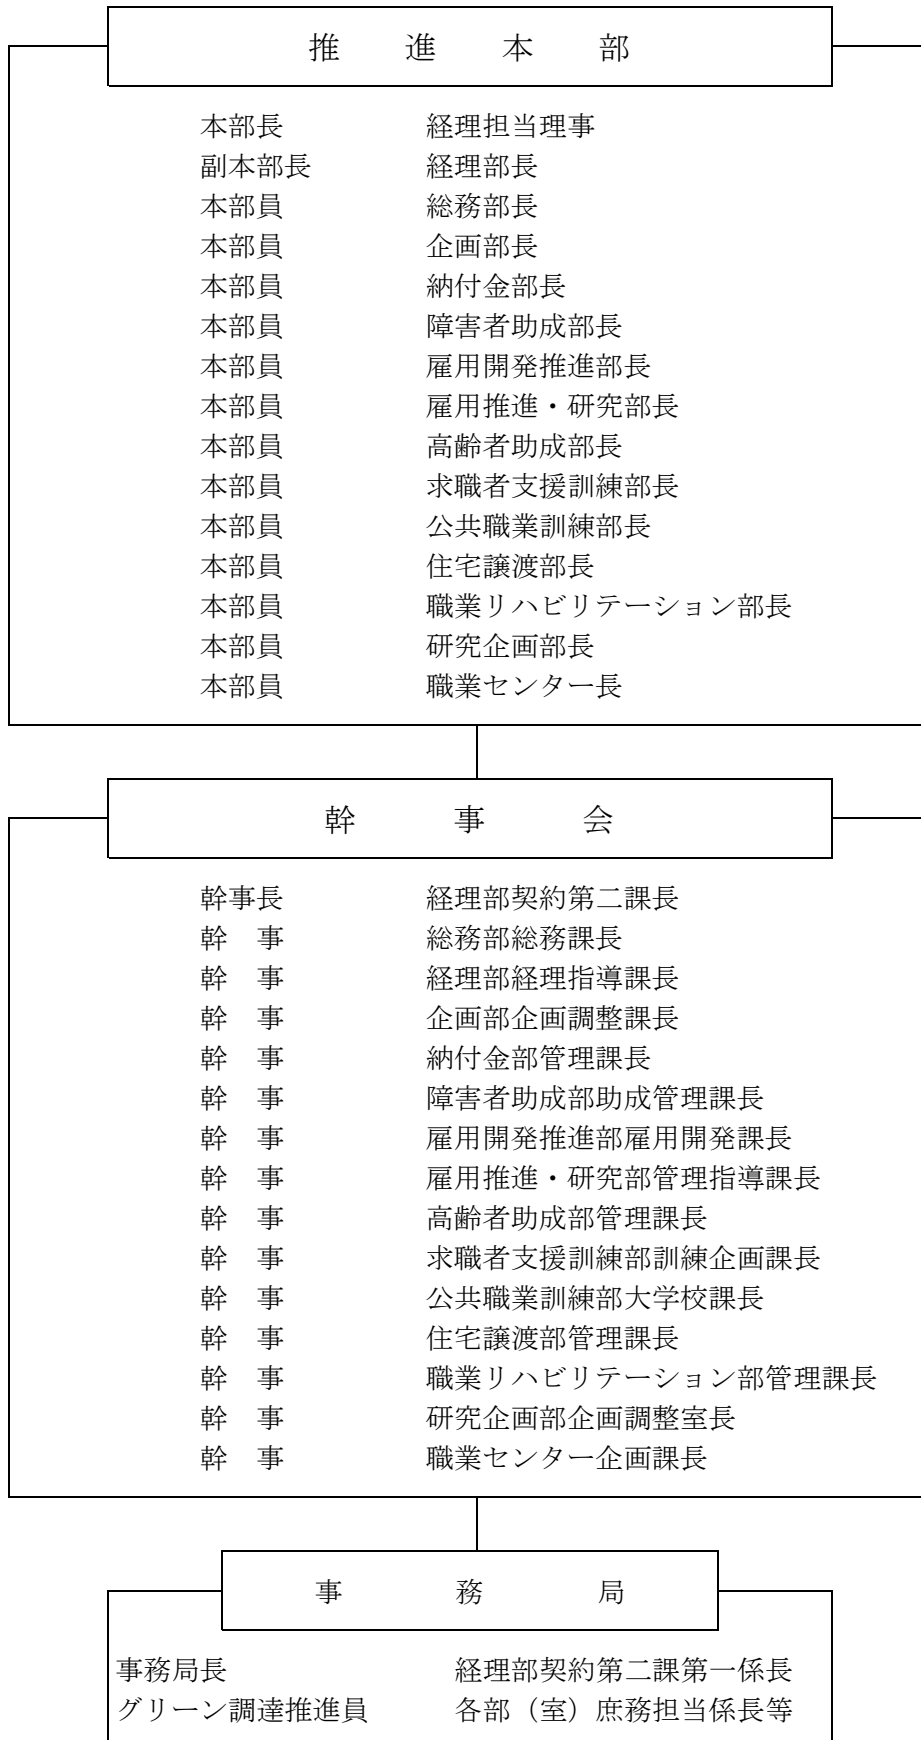 推進本部
本部長 経理担当理事
副本部長 経理部長
本部員 総務部長
本部員 企画部長
本部員 納付金部長
本部員 障害者助成部長
本部員 雇用開発推進部長
本部員 雇用推進・研究部長
本部員 高齢者助成部長
本部員 求職者支援訓練部長
本部員 公共職業訓練部長
本部員 住宅譲渡部長
本部員 職業リハビリテーション部長
本部員 研究企画部長
本部員 職業センター長
幹事会
幹事長 経理部契約第二課長
幹 事 総務部総務課長
幹 事 経理部経理指導課長
幹 事 企画部企画調整課長
幹 事 納付金部管理課長
幹 事 障害者助成部助成管理課長
幹 事 雇用開発推進部雇用開発課長
幹 事 雇用推進・研究部管理指導課長
幹 事 高齢者助成部管理課長
幹 事 求職者支援訓練部訓練企画課長
幹 事 公共職業訓練部大学校課長
幹 事 住宅譲渡部管理課長
幹 事 職業リハビリテーション部管理課長
幹 事 研究企画部企画調整室長
幹 事 職業センター企画課長
事務局
事務局長 経理部契約第二課第一係長
グリーン調達推進員 各部(室)庶務担当係長等